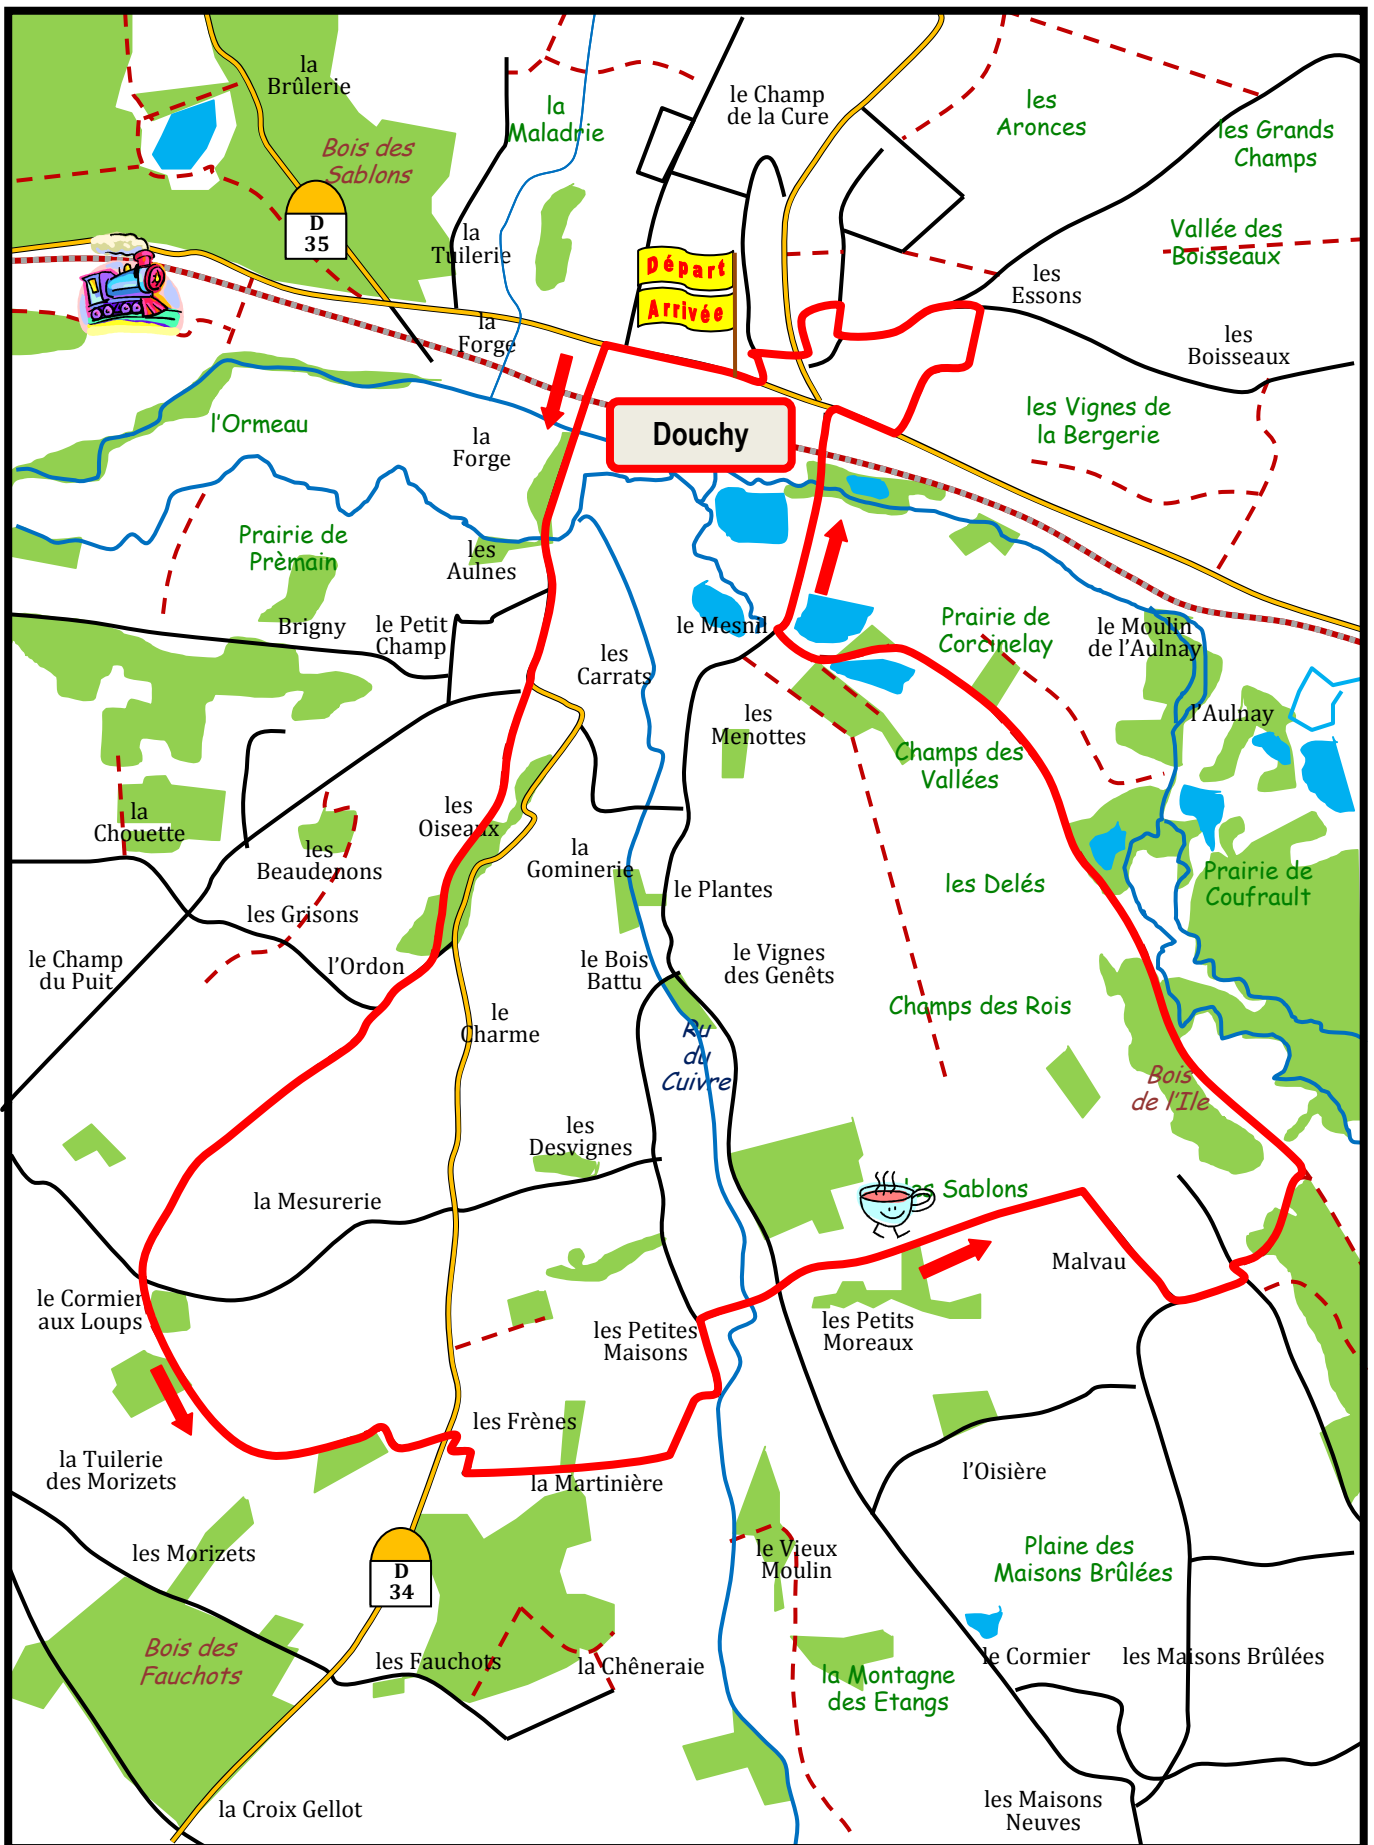 la
Brûlerie
Bois des
Sablons
D
35
la
Maladrie
le Champ
de la Cure
les
Aronces
les Grands
Champs
Vallée des
Boisseaux
la
Tuilerie
Départ
Arrivée
les
Essons
la
Forge
les
Boisseaux
l'Ormeau
la
Forge
Douchy
les Vignes de
la Bergerie
Prairie de
Prèmain
les
Aulnes
Brigny
le Petit
Champ
le Mesnil
Prairie de
Corcinelay
le Moulin
de l'Aulnay
les
Carrats
les
Menottes
l'Aulnay
Champs des
Vallées
la
Chouette
les
Oiseaux
les
Beaudenons
la
Gominerie
le Plantes
les Delés
Prairie de
Coufrault
les Grisons
l'Ordon
le Champ
du Puit
le Bois
Battu
le Vignes
des Genêts
Champs des Rois
le
Charme
Ru
du
Cuivre
Bois
de l'Ile
les
Desvignes
la Mesurerie
les Sablons
Malvau
le Cormier
aux Loups
les Petites
Maisons
les Petits
Moreaux
les Frênes
la Tuilerie
des Morizets
la Martinière
l'Oisière
les Morizets
D
34
le Vieux
Moulin
Plaine des
Maisons Brûlées
Bois des
Fauchots
les Fauchots
la Chêneraie
la Montagne
des Etangs
le Cormier
les Maisons Brûlées
la Croix Gellot
les Maisons
Neuves